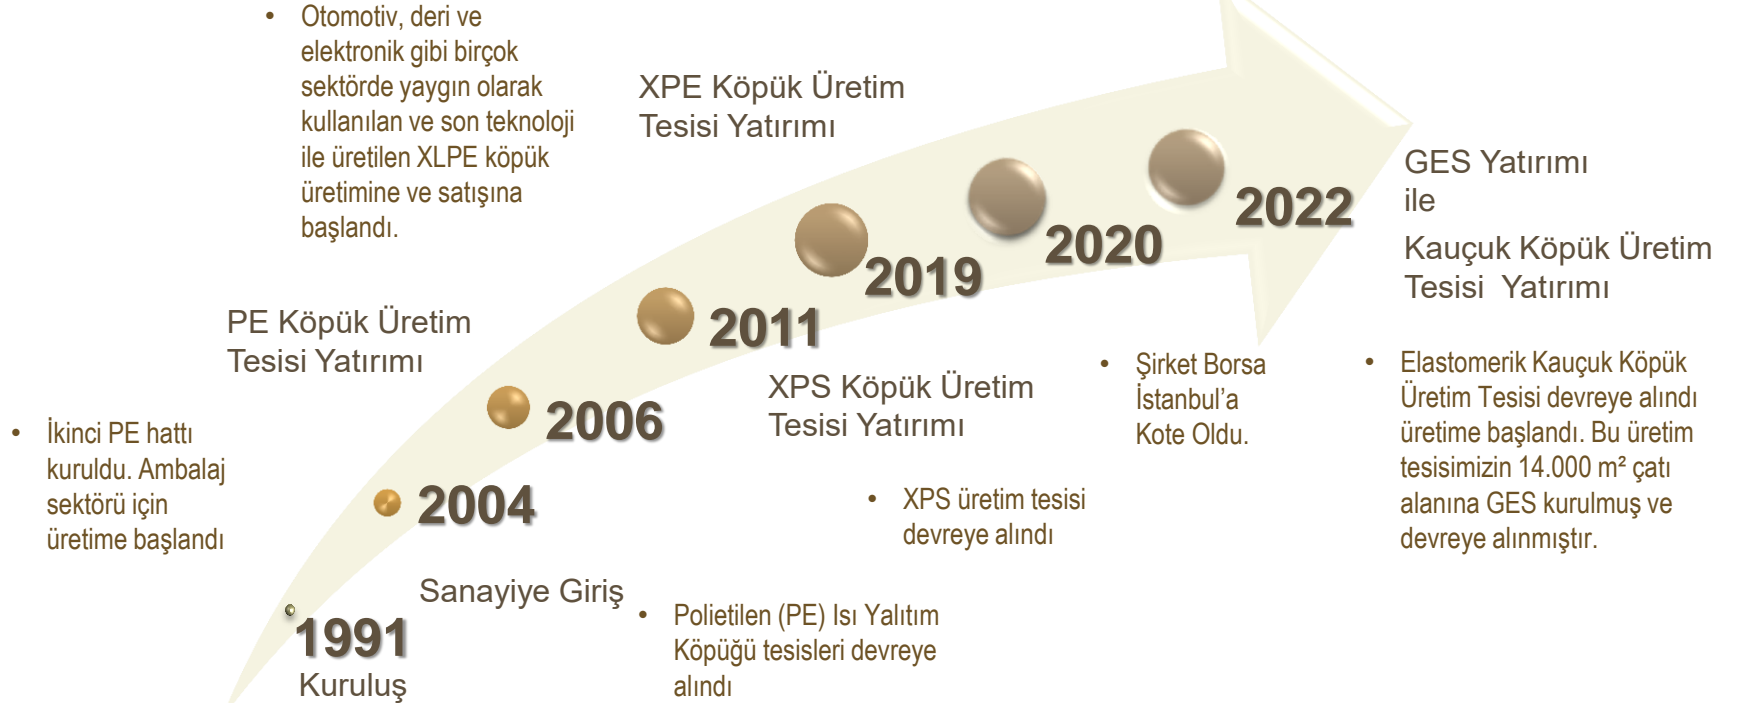 • Otomotiv, deri ve
elektronik gibi birçok
sektörde yaygın olarak
kullanılan ve son teknoloji
ile üretilen XLPE köpük
üretimine ve satışına
başlandı.
XPE Köpük Üretim
Tesisi Yatırımı
GES Yatırımı
ile
Kauçuk Köpük Üretim
Tesisi Yatırımı
2022
2020
2019
2011
PE Köpük Üretim
Tesisi Yatırımı
2006
XPS Köpük Üretim
Tesisi Yatırımı
• Şirket Borsa
İstanbul’a
Kote Oldu.
• Elastomerik Kauçuk Köpük
Üretim Tesisi devreye alındı
üretime başlandı. Bu üretim
tesisimizin 14.000 m² çatı
alanına GES kurulmuş ve
devreye alınmıştır.
• İkinci PE hattı
kuruldu. Ambalaj
sektörü için
üretime başlandı
2004
• XPS üretim tesisi
devreye alındı
Sanayiye Giriş
• Polietilen (PE) Isı Yalıtım
Köpüğü tesisleri devreye
alındı
1991
Kuruluş